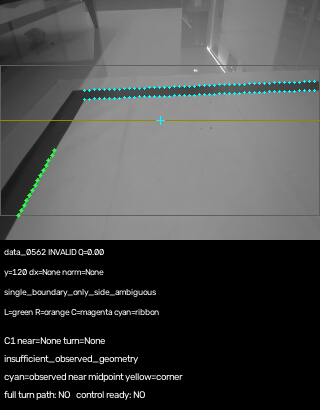 data_0562 INVALID Q=0.00
y=120 dx=None norm=None
single_boundary_only_side_ambiguous
L=green R=orange C=magenta cyan=ribbon
C1 near=None turn=None
insufficient_observed_geometry
cyan=observed near midpoint yellow=corner
full turn path: NO control ready: NO